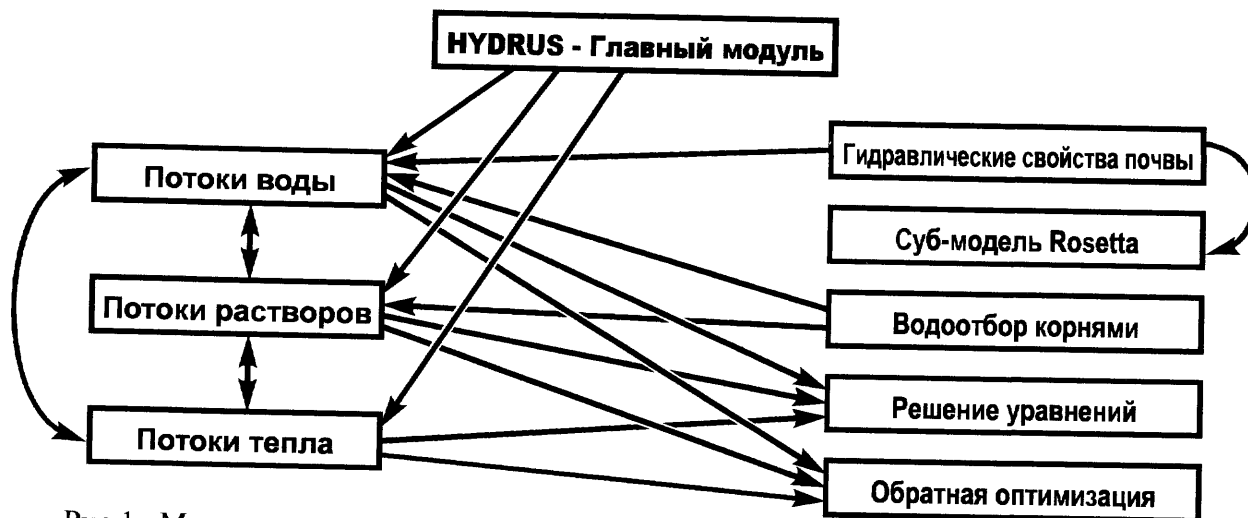 HYDRUS - Главный модуль
Потоки воды
Потоки растворов
Потоки тепла
Гидравлические свойства почвы
Суб-модель Rosetta
Водоотбор корнями
Решение уравнений
Обратная оптимизация